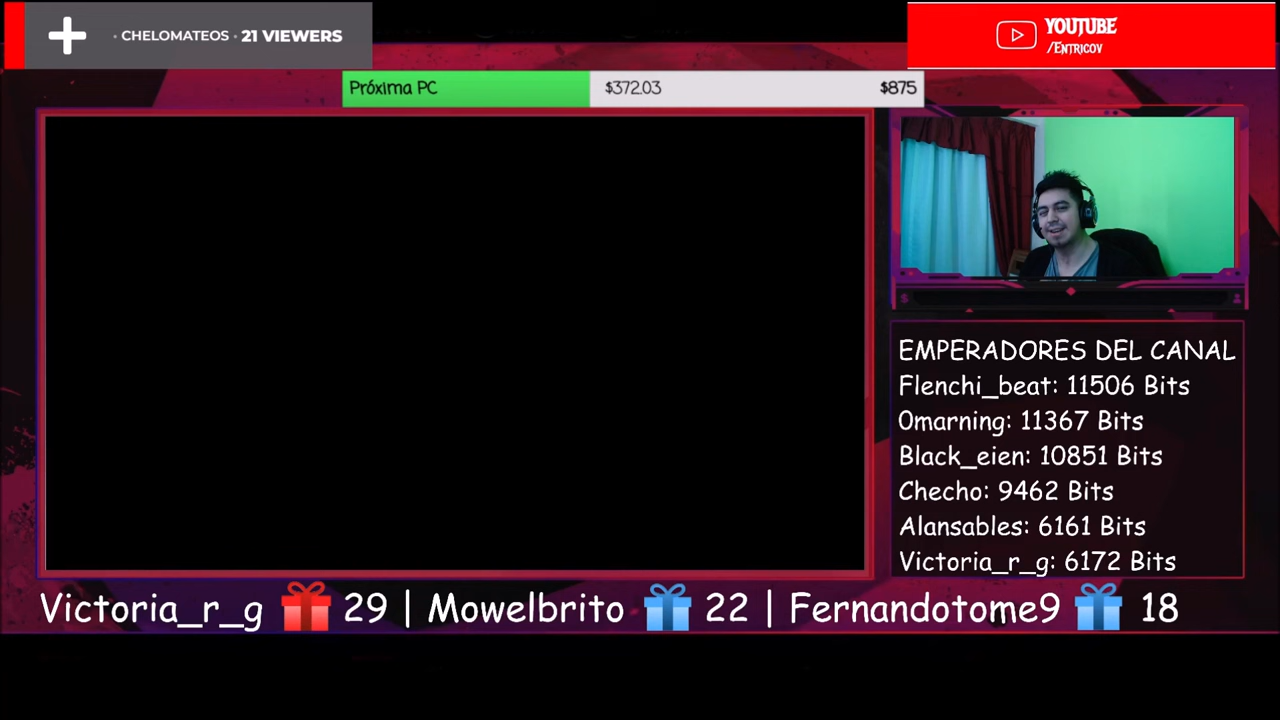 · CHELOMATEOS · 21 VIEWERS
YOUTUBE
/ENTRICOV
Próxima PC $372.03 $875
EMPERADORES DEL CANAL
Flenchi_beat: 11506 Bits
Omarning: 11367 Bits
Black_eien: 10851 Bits
Checho: 9462 Bits
Alansables: 6161 Bits
Victoria_r_g: 6172 Bits
Victoria_r_g 29 | Mowelbrito 22 | Fernandotome9 18